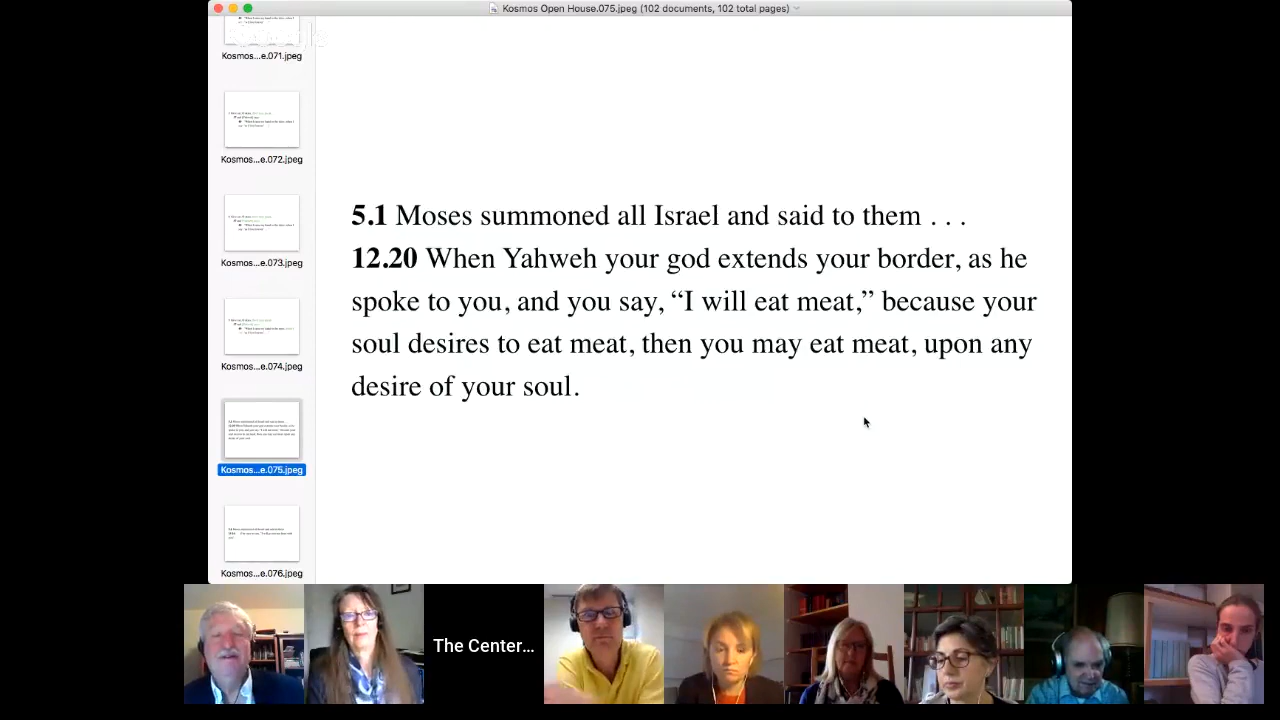 Kosmos Open House.075.jpeg (102 documents, 102 total pages)
Kosmos...e.071.jpeg
Kosmos...e.072.jpeg
Kosmos...e.073.jpeg
Kosmos...e.074.jpeg
Kosmos...e.075.jpeg
Kosmos...e.076.jpeg
5.1 Moses summoned all Israel and said to them . . .
12.20 When Yahweh your god extends your border, as he
spoke to you, and you say, “I will eat meat,” because your
soul desires to eat meat, then you may eat meat, upon any
desire of your soul.
The Center...